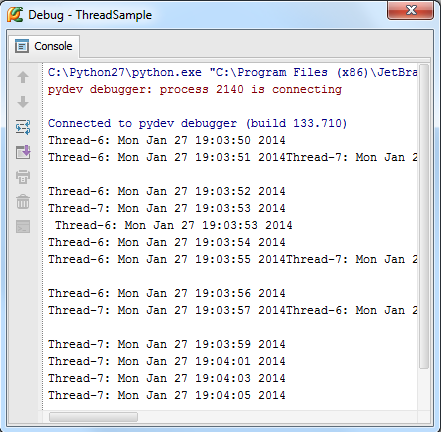 Debug - ThreadSample
Console
C:\Python27\python.exe "C:\Program Files (x86)\JetBra
pydev debugger: process 2140 is connecting
Connected to pydev debugger (build 133.710)
Thread-6: Mon Jan 27 19:03:50 2014
Thread-6: Mon Jan 27 19:03:51 2014Thread-7: Mon Jan 2
Thread-6: Mon Jan 27 19:03:52 2014
Thread-7: Mon Jan 27 19:03:53 2014
Thread-6: Mon Jan 27 19:03:53 2014
Thread-6: Mon Jan 27 19:03:54 2014
Thread-6: Mon Jan 27 19:03:55 2014Thread-7: Mon Jan 2
Thread-6: Mon Jan 27 19:03:56 2014
Thread-7: Mon Jan 27 19:03:57 2014Thread-6: Mon Jan 2
Thread-7: Mon Jan 27 19:03:59 2014
Thread-7: Mon Jan 27 19:04:01 2014
Thread-7: Mon Jan 27 19:04:03 2014
Thread-7: Mon Jan 27 19:04:05 2014